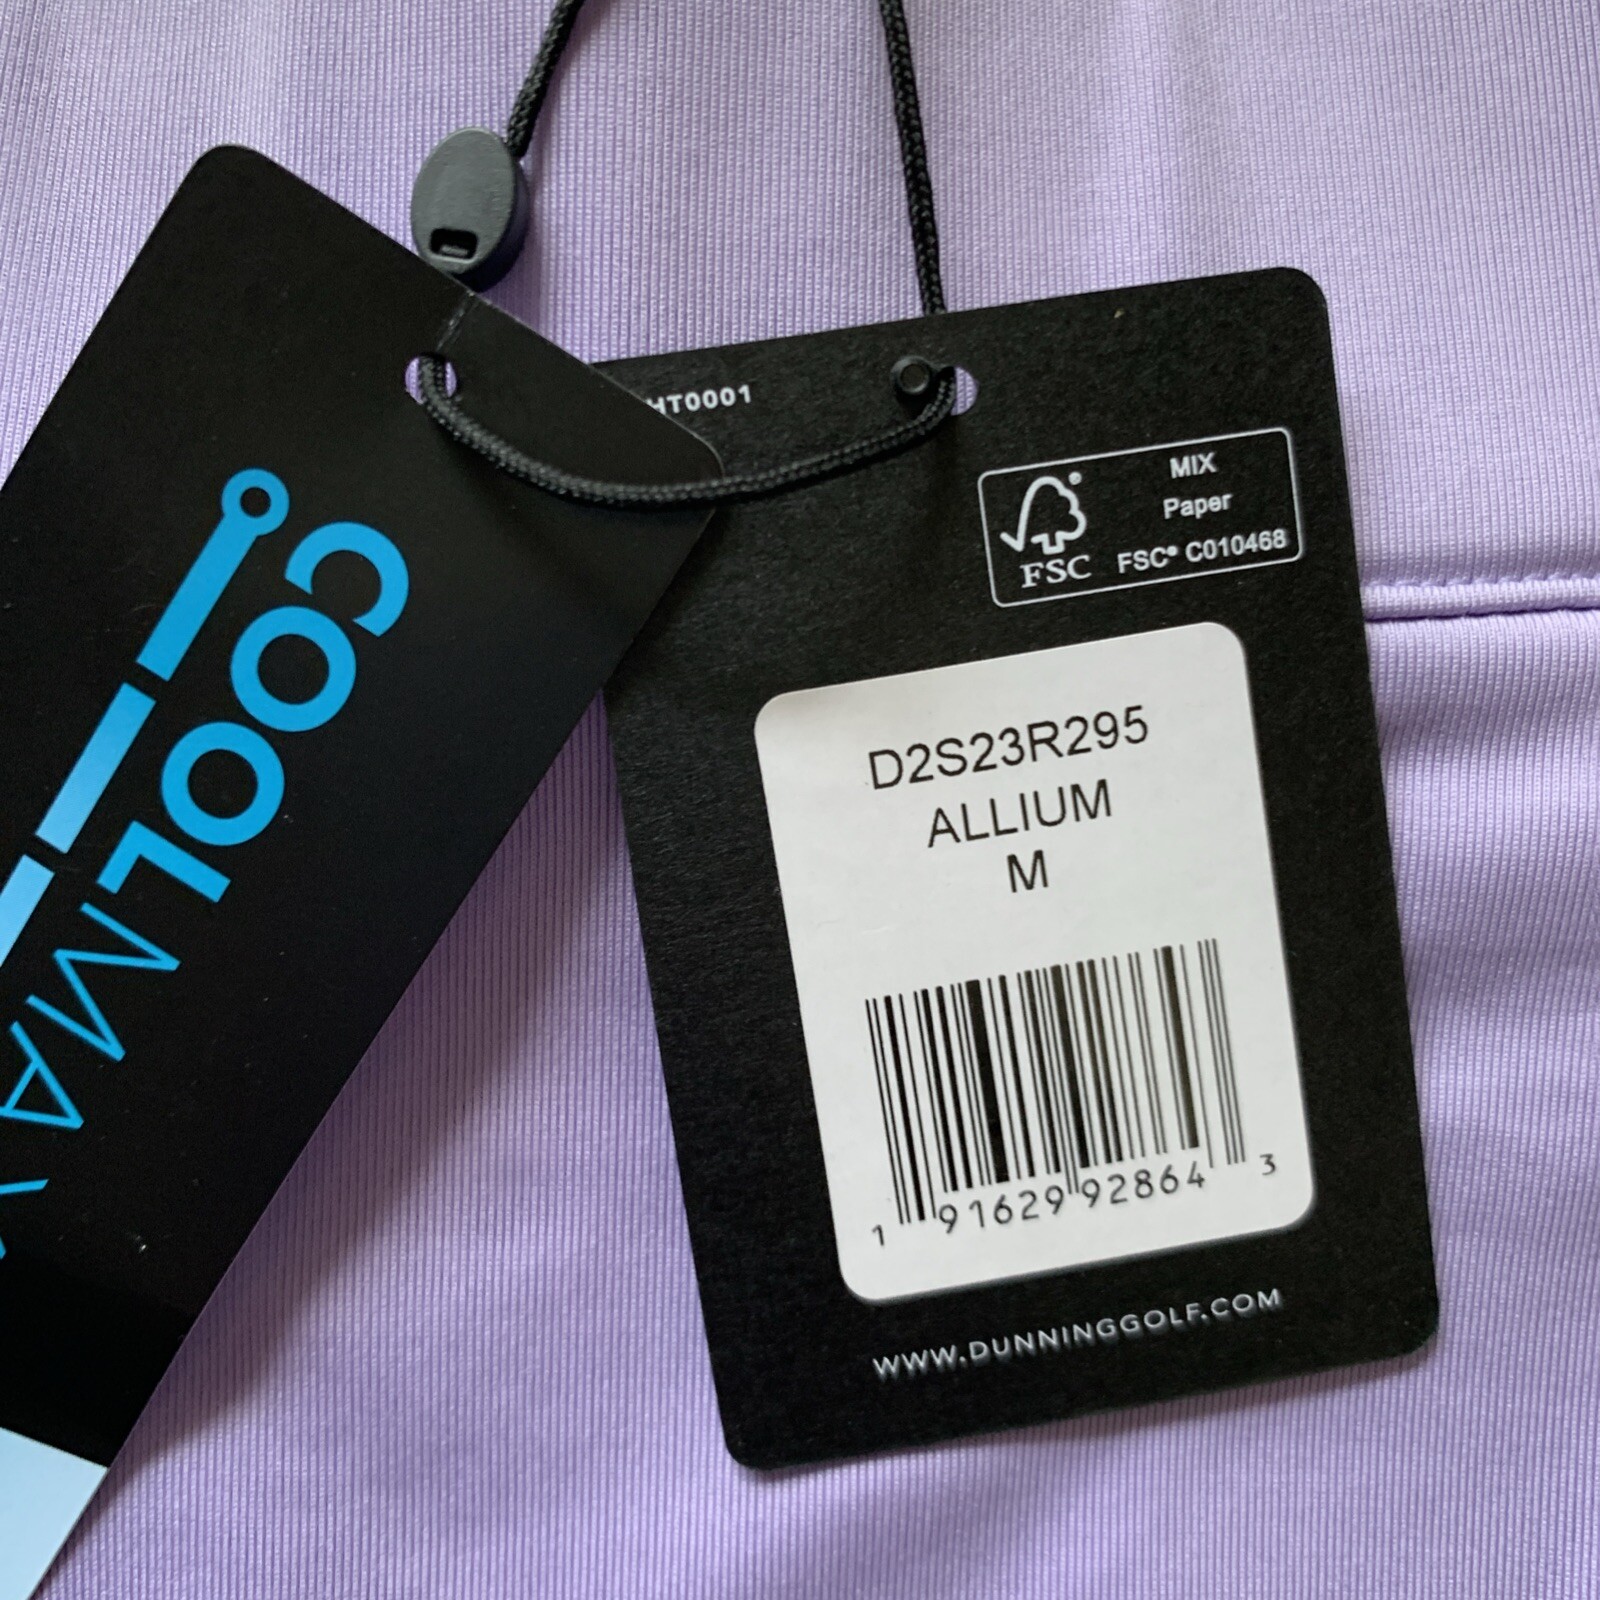 COOLMAX
HT0001
MIX
Paper
FSC® C010468
FSC
D2S23R295
ALLIUM
M
1 91629 92864 3
WWW.DUNNINGGOLF.COM